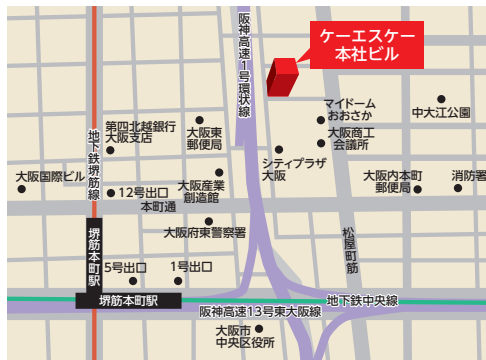 ケーエスケー
本社ビル
阪神高速1号環状線
マイドーム
おおさか
中大江公園
第四北越銀行
大阪支店
大阪東
郵便局
大阪商工
会議所
地下鉄堺筋線
シティプラザ
大阪
大阪国際ビル
12号出口
大阪産業
創造館
大阪内本町
郵便局
消防署
本町通
大阪府東警察署
松屋町筋
堺筋本町駅
5号出口
1号出口
堺筋本町駅
地下鉄中央線
阪神高速13号東大阪線
大阪市
中央区役所